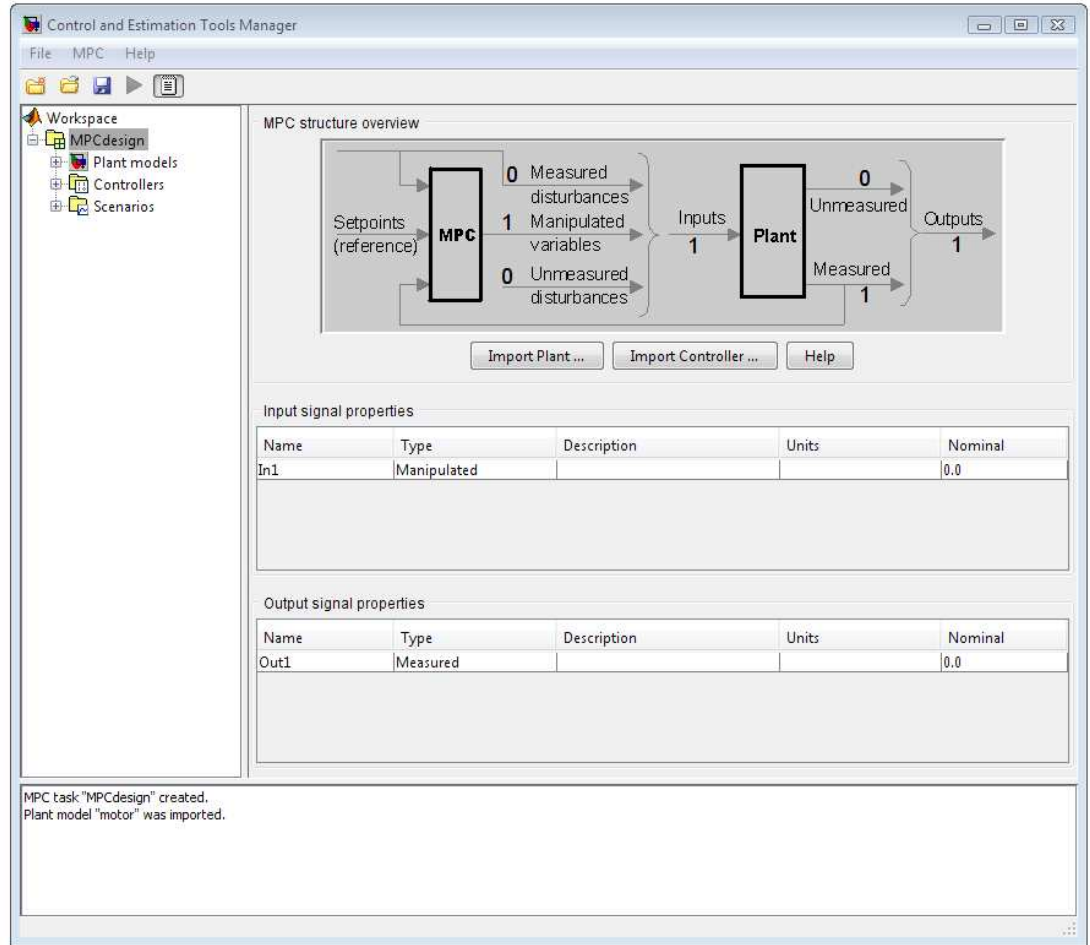 Control and Estimation Tools Manager
File MPC Help
Workspace
MPCdesign
Plant models
Controllers
Scenarios
MPC structure overview
Setpoints
(reference)
MPC
0 Measured
disturbances
1 Manipulated
variables
0 Unmeasured
disturbances
Inputs
1
Plant
0
Unmeasured
Measured
1
Outputs
1
Import Plant ... Import Controller ... Help
Input signal properties
Name Type Description Units Nominal
In1 Manipulated 0.0
Output signal properties
Name Type Description Units Nominal
Out1 Measured 0.0
MPC task "MPCdesign" created.
Plant model "motor" was imported.